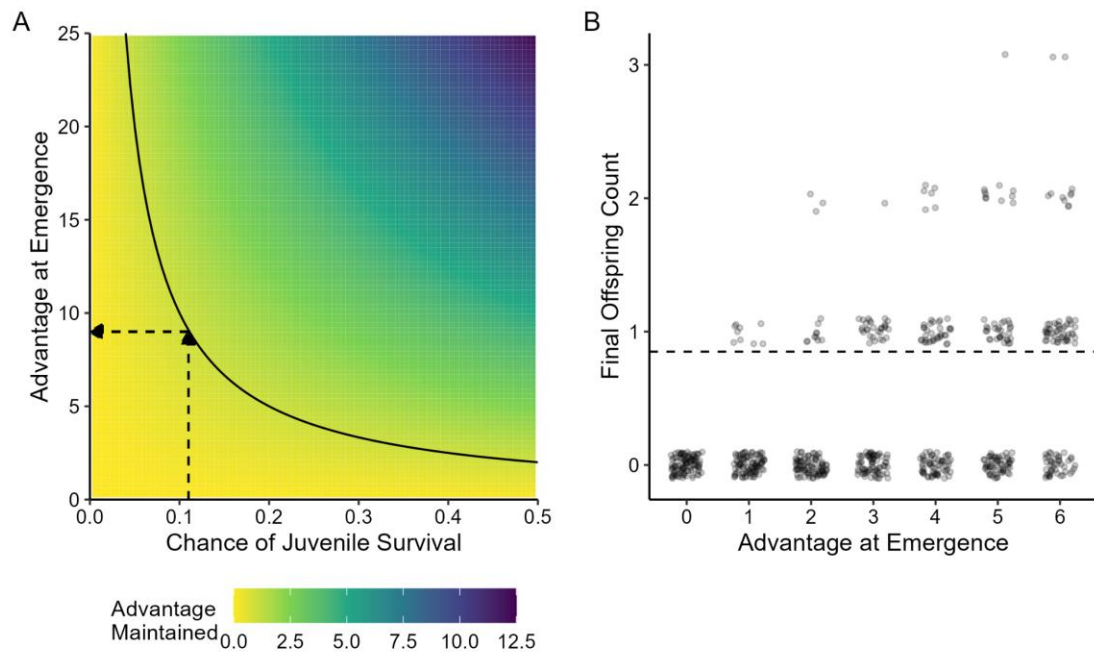 A
Advantage at Emergence
25
20
15
10
5
0
0.0 0.1 0.2 0.3 0.4 0.5
Chance of Juvenile Survival
Advantage
Maintained
0.0 2.5 5.0 7.5 10.0 12.5
B
Final Offspring Count
3
2
1
0
0 1 2 3 4 5 6
Advantage at Emergence